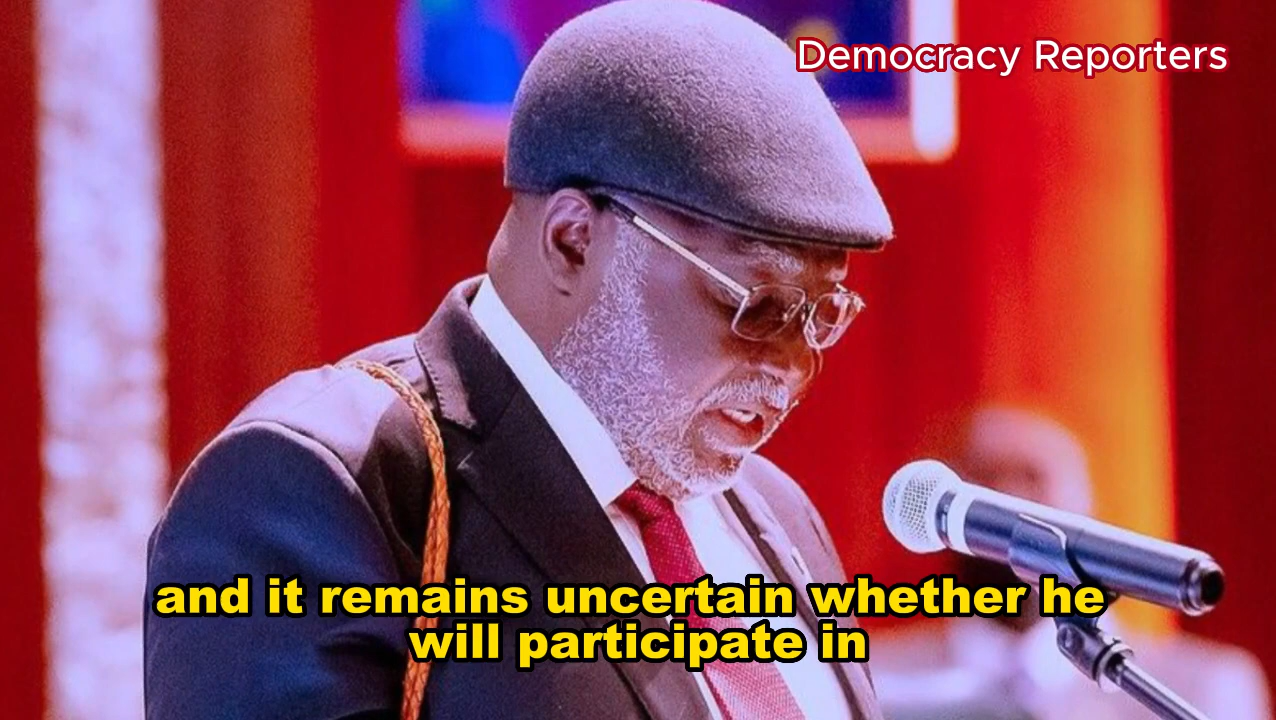 Democracy Reporters
and it remains uncertain whether he
will participate in